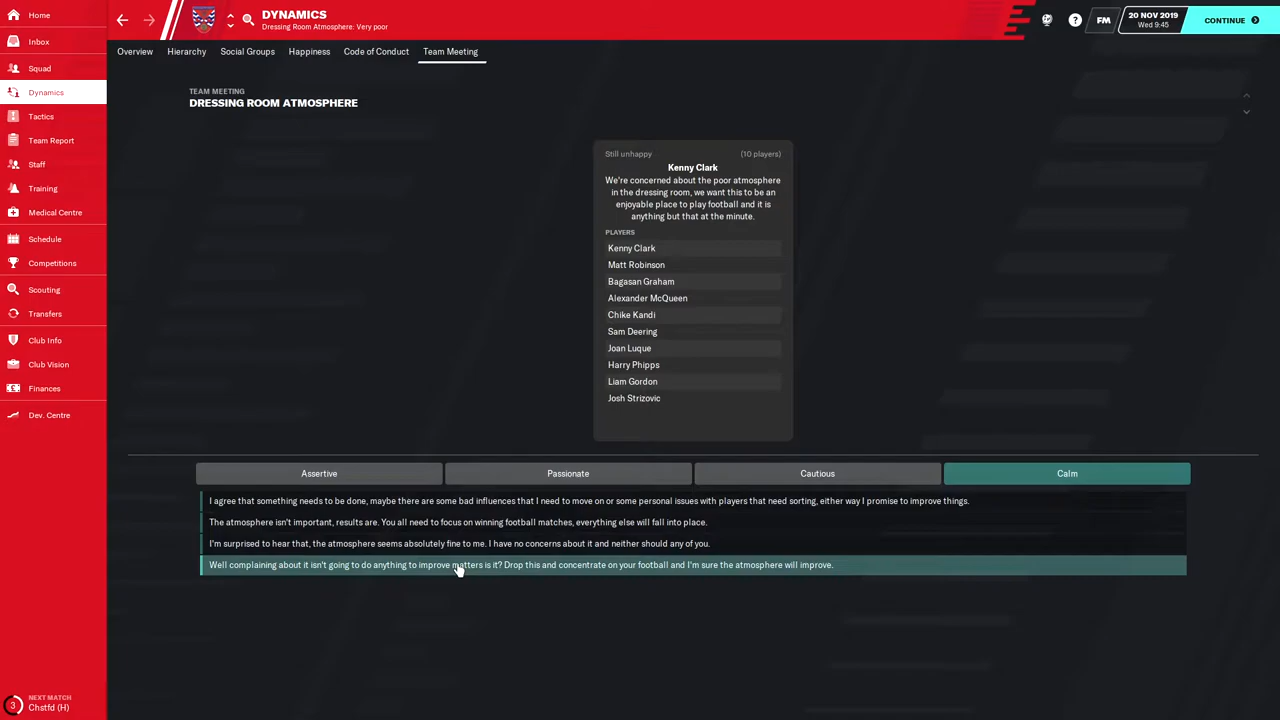 Home
Inbox
Squad
Dynamics
Tactics
Team Report
Staff
Training
Medical Centre
Schedule
Competitions
Scouting
Transfers
Club Info
Club Vision
Finances
Dev. Centre
3
NEXT MATCH
Chstfd (H)
DYNAMICS
Dressing Room Atmosphere: Very poor
?
FM
20 NOV 2019
Wed 9:45
CONTINUE
Overview
Hierarchy
Social Groups
Happiness
Code of Conduct
Team Meeting
TEAM MEETING
DRESSING ROOM ATMOSPHERE
Still unhappy (10 players)
Kenny Clark
We're concerned about the poor atmosphere
in the dressing room, we want this to be an
enjoyable place to play football and it is
anything but that at the minute.
PLAYERS
Kenny Clark
Matt Robinson
Bagasan Graham
Alexander McQueen
Chike Kandi
Sam Deering
Joan Luque
Harry Phipps
Liam Gordon
Josh Strizovic
Assertive
Passionate
Cautious
Calm
I agree that something needs to be done, maybe there are some bad influences that I need to move on or some personal issues with players that need sorting, either way I promise to improve things.
The atmosphere isn't important, results are. You all need to focus on winning football matches, everything else will fall into place.
I'm surprised to hear that, the atmosphere seems absolutely fine to me. I have no concerns about it and neither should any of you.
Well complaining about it isn't going to do anything to improve matters is it? Drop this and concentrate on your football and I'm sure the atmosphere will improve.